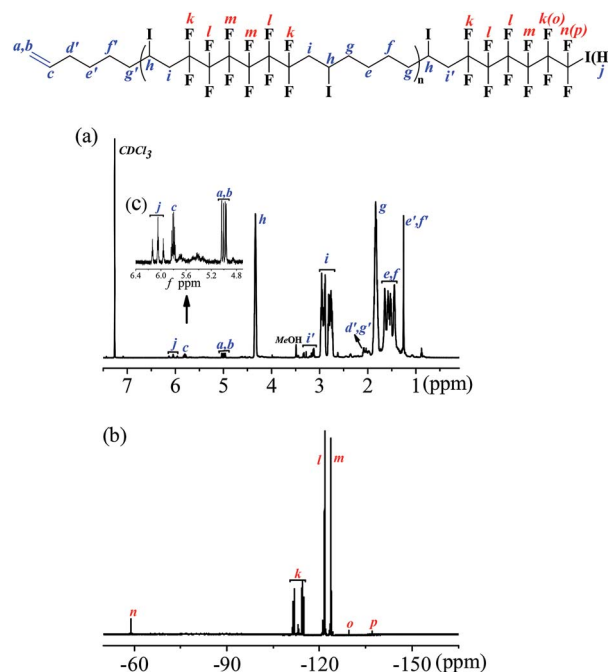 k l m m l k k l l m k(o) n(p)
I F F F F F F I F F F F F F
a,b c d' e' f' g' h i i h g e f g h i' I(H
F F F F F F I n F F F F F F j
(a)
CDCl3
(c) j c a,b
6.4 6.0 5.6 5.2 4.8
f ppm
h g e',f'
i e,f
j c a,b MeOH i' d',g'
7 6 5 4 3 2 1 (ppm)
(b)
l m
k
n o p
-60 -90 -120 -150 (ppm)